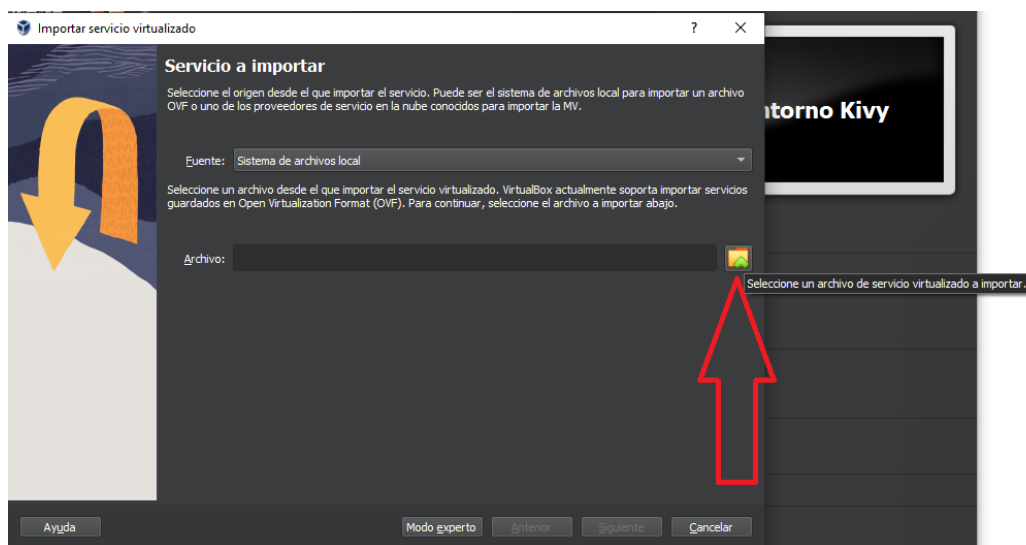 Importar servicio virtualizado
Servicio a importar
Seleccione el origen desde el que importar el servicio. Puede ser el sistema de archivos local para importar un archivo
OVF o uno de los proveedores de servicio en la nube conocidos para importar la MV.
Fuente: Sistema de archivos local
Seleccione un archivo desde el que importar el servicio virtualizado. VirtualBox actualmente soporta importar servicios
guardados en Open Virtualization Format (OVF). Para continuar, seleccione el archivo a importar abajo.
Archivo:
Seleccione un archivo de servicio virtualizado a importar.
Ayuda
Modo experto
Anterior
Siguiente
Cancelar
Kivy